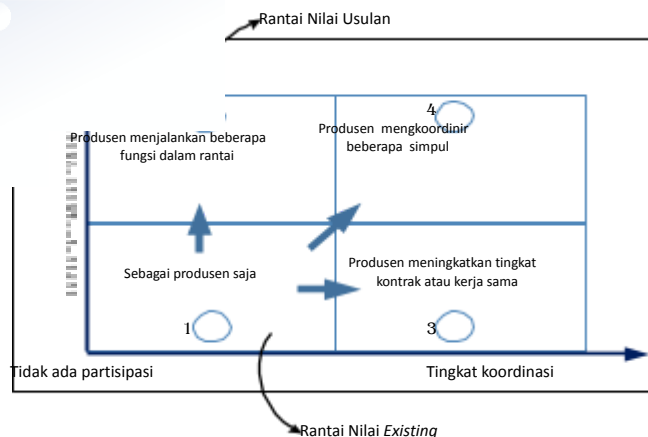 Rantai Nilai Usulan
4
Produsen menjalankan beberapa
fungsi dalam rantai
Produsen mengkoordinir
beberapa simpul
Sebagai produsen saja
Produsen meningkatkan tingkat
kontrak atau kerja sama
1
3
Tidak ada partisipasi
Tingkat koordinasi
Rantai Nilai Existing